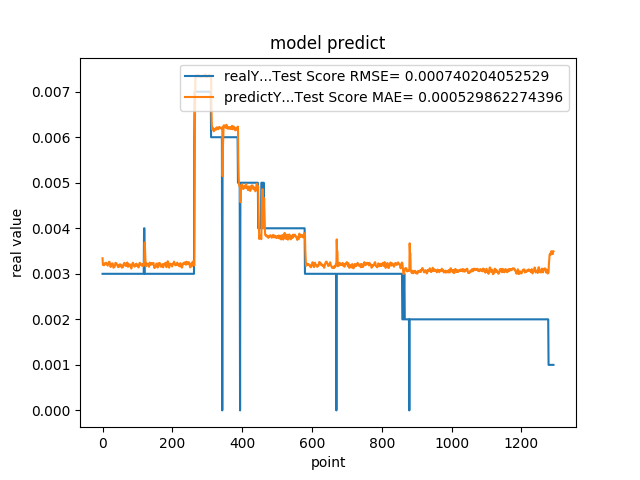 model predict
realY...Test Score RMSE= 0.000740204052529
predictY...Test Score MAE= 0.000529862274396
real value
0.007
0.006
0.005
0.004
0.003
0.002
0.001
0.000
0 200 400 600 800 1000 1200
point